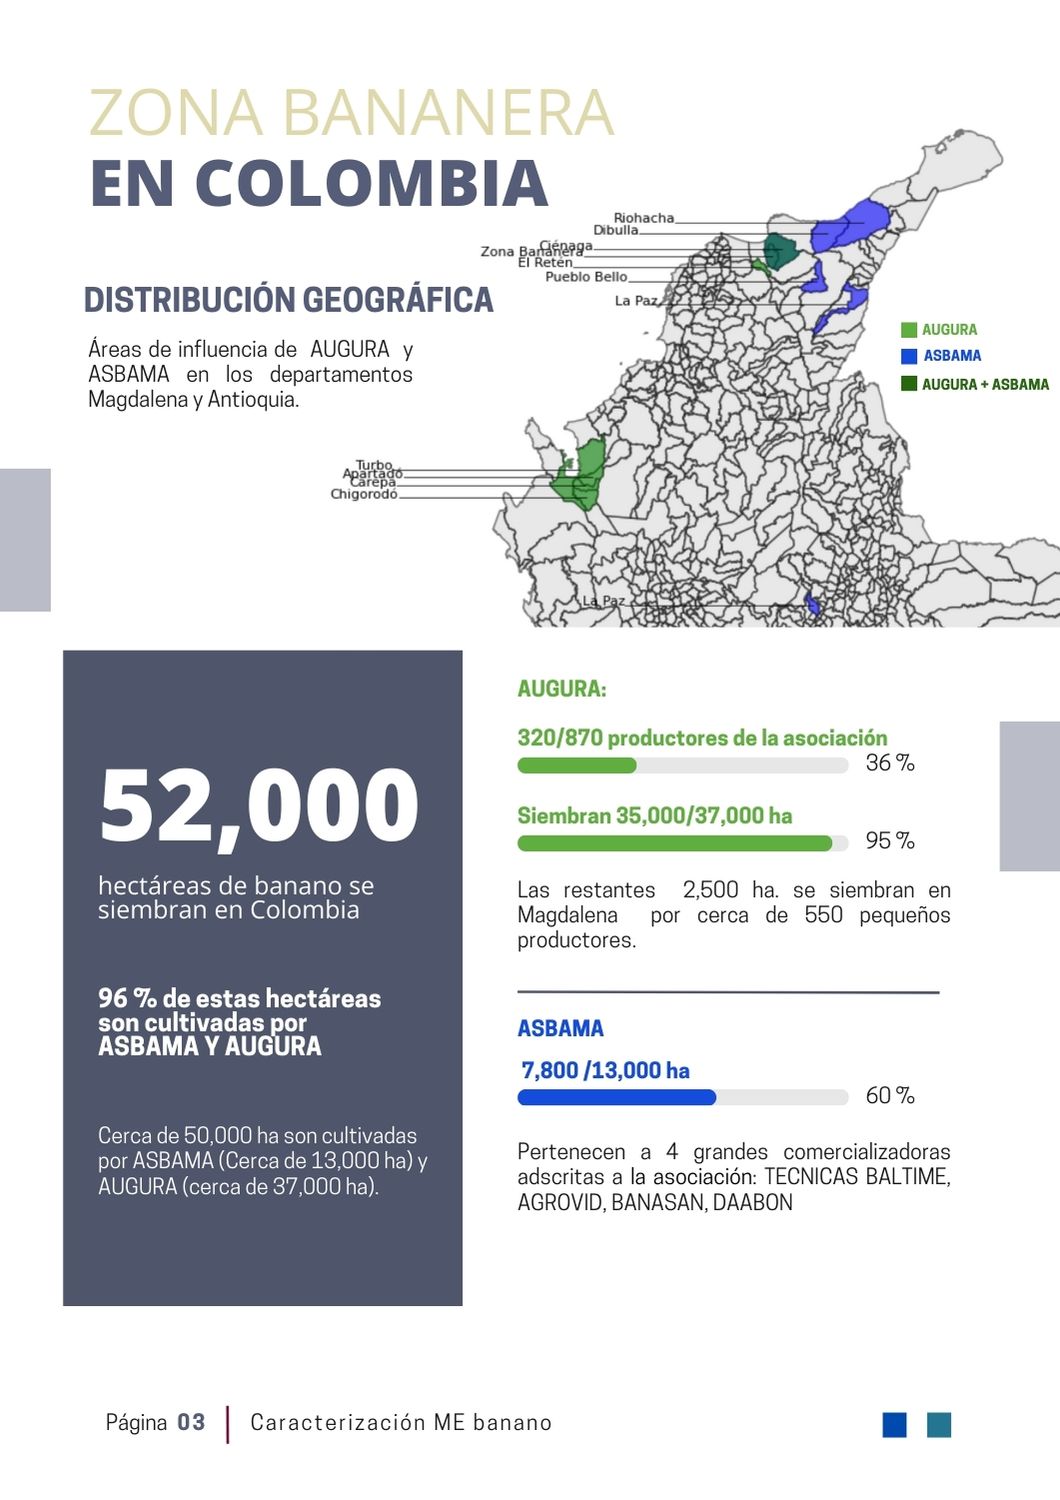 ZONA BANANERA
EN COLOMBIA
Riohacha
Dibulla
Ciénaga
Zona Bananera
El Retén
Pueblo Bello
La Paz
DISTRIBUCIÓN GEOGRÁFICA
Áreas de influencia de AUGURA y
ASBAMA en los departamentos
Magdalena y Antioquia.
AUGURA
ASBAMA
AUGURA + ASBAMA
Turbo
Apartadó
Carepa
Chigorodó
La Paz
52,000
hectáreas de banano se
siembran en Colombia
96 % de estas hectáreas
son cultivadas por
ASBAMA Y AUGURA
Cerca de 50,000 ha son cultivadas
por ASBAMA (Cerca de 13,000 ha) y
AUGURA (cerca de 37,000 ha).
AUGURA:
320/870 productores de la asociación
36 %
Siembran 35,000/37,000 ha
95 %
Las restantes 2,500 ha. se siembran en
Magdalena por cerca de 550 pequeños
productores.
ASBAMA
7,800 /13,000 ha
60 %
Pertenecen a 4 grandes comercializadoras
adscritas a la asociación: TECNICAS BALTIME,
AGROVID, BANASAN, DAABON
Página 03
Caracterización ME banano